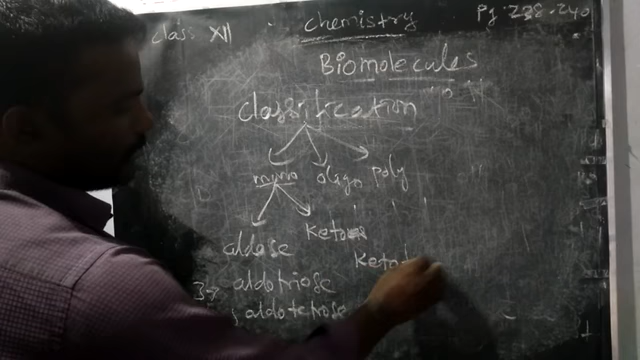 class XII
chemistry
Pg: 238-240
Biomolecules
classification
mono oligo poly
aldose
Ketose
Ketot
3→ aldotriose
aldotetrose